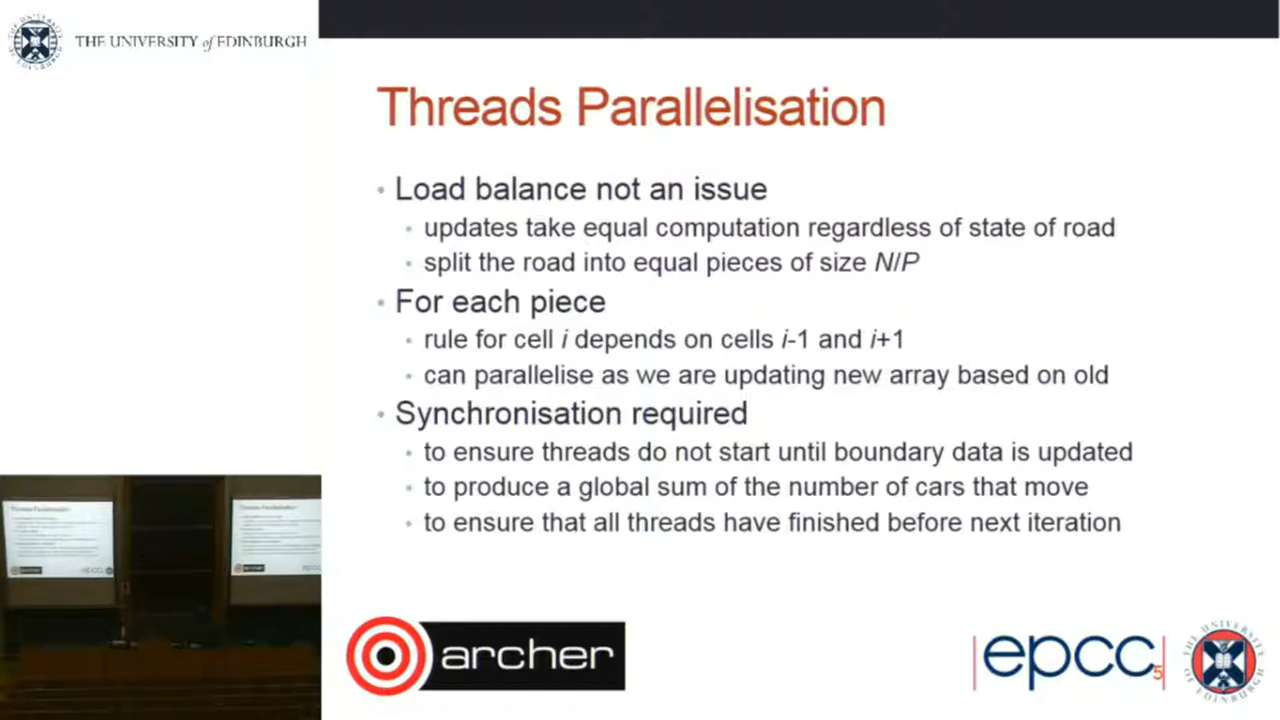 THE UNIVERSITY of EDINBURGH
Threads Parallelisation
• Load balance not an issue
• updates take equal computation regardless of state of road
• split the road into equal pieces of size N/P
• For each piece
• rule for cell i depends on cells i-1 and i+1
• can parallelise as we are updating new array based on old
• Synchronisation required
• to ensure threads do not start until boundary data is updated
• to produce a global sum of the number of cars that move
• to ensure that all threads have finished before next iteration
archer
epcc
5